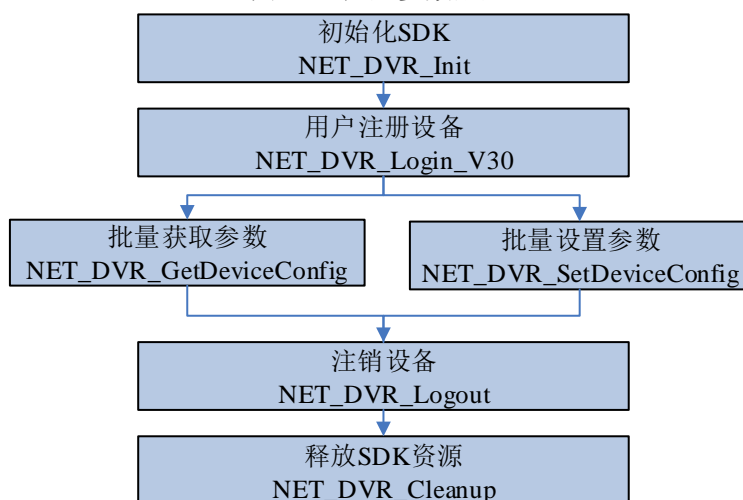 初始化SDK
NET_DVR_Init
用户注册设备
NET_DVR_Login_V30
批量获取参数
NET_DVR_GetDeviceConfig
批量设置参数
NET_DVR_SetDeviceConfig
注销设备
NET_DVR_Logout
释放SDK资源
NET_DVR_Cleanup